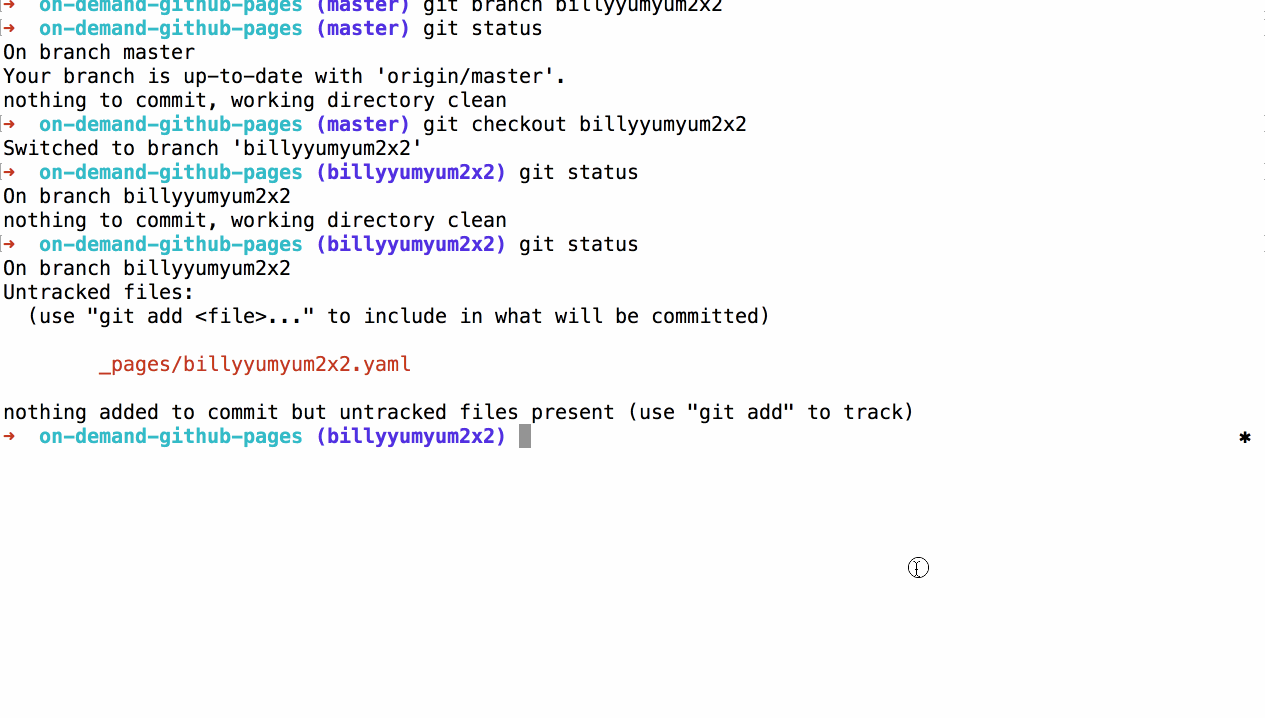 ➜  on-demand-github-pages (master) git branch billyyumyum2x2
➜  on-demand-github-pages (master) git status
On branch master
Your branch is up-to-date with 'origin/master'.
nothing to commit, working directory clean
➜  on-demand-github-pages (master) git checkout billyyumyum2x2
Switched to branch 'billyyumyum2x2'
➜  on-demand-github-pages (billyyumyum2x2) git status
On branch billyyumyum2x2
nothing to commit, working directory clean
➜  on-demand-github-pages (billyyumyum2x2) git status
On branch billyyumyum2x2
Untracked files:
  (use "git add <file>..." to include in what will be committed)
        _pages/billyyumyum2x2.yaml
nothing added to commit but untracked files present (use "git add" to track)
➜  on-demand-github-pages (billyyumyum2x2) ✱